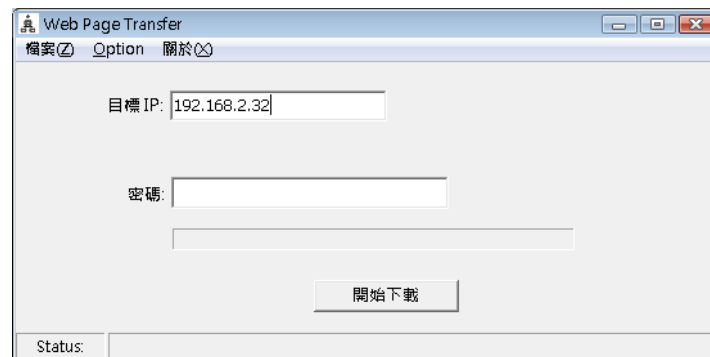 Web Page Transfer
檔案(Z) Option 關於(X)
目標 IP: 192.168.2.32
密碼:
開始下載
Status: